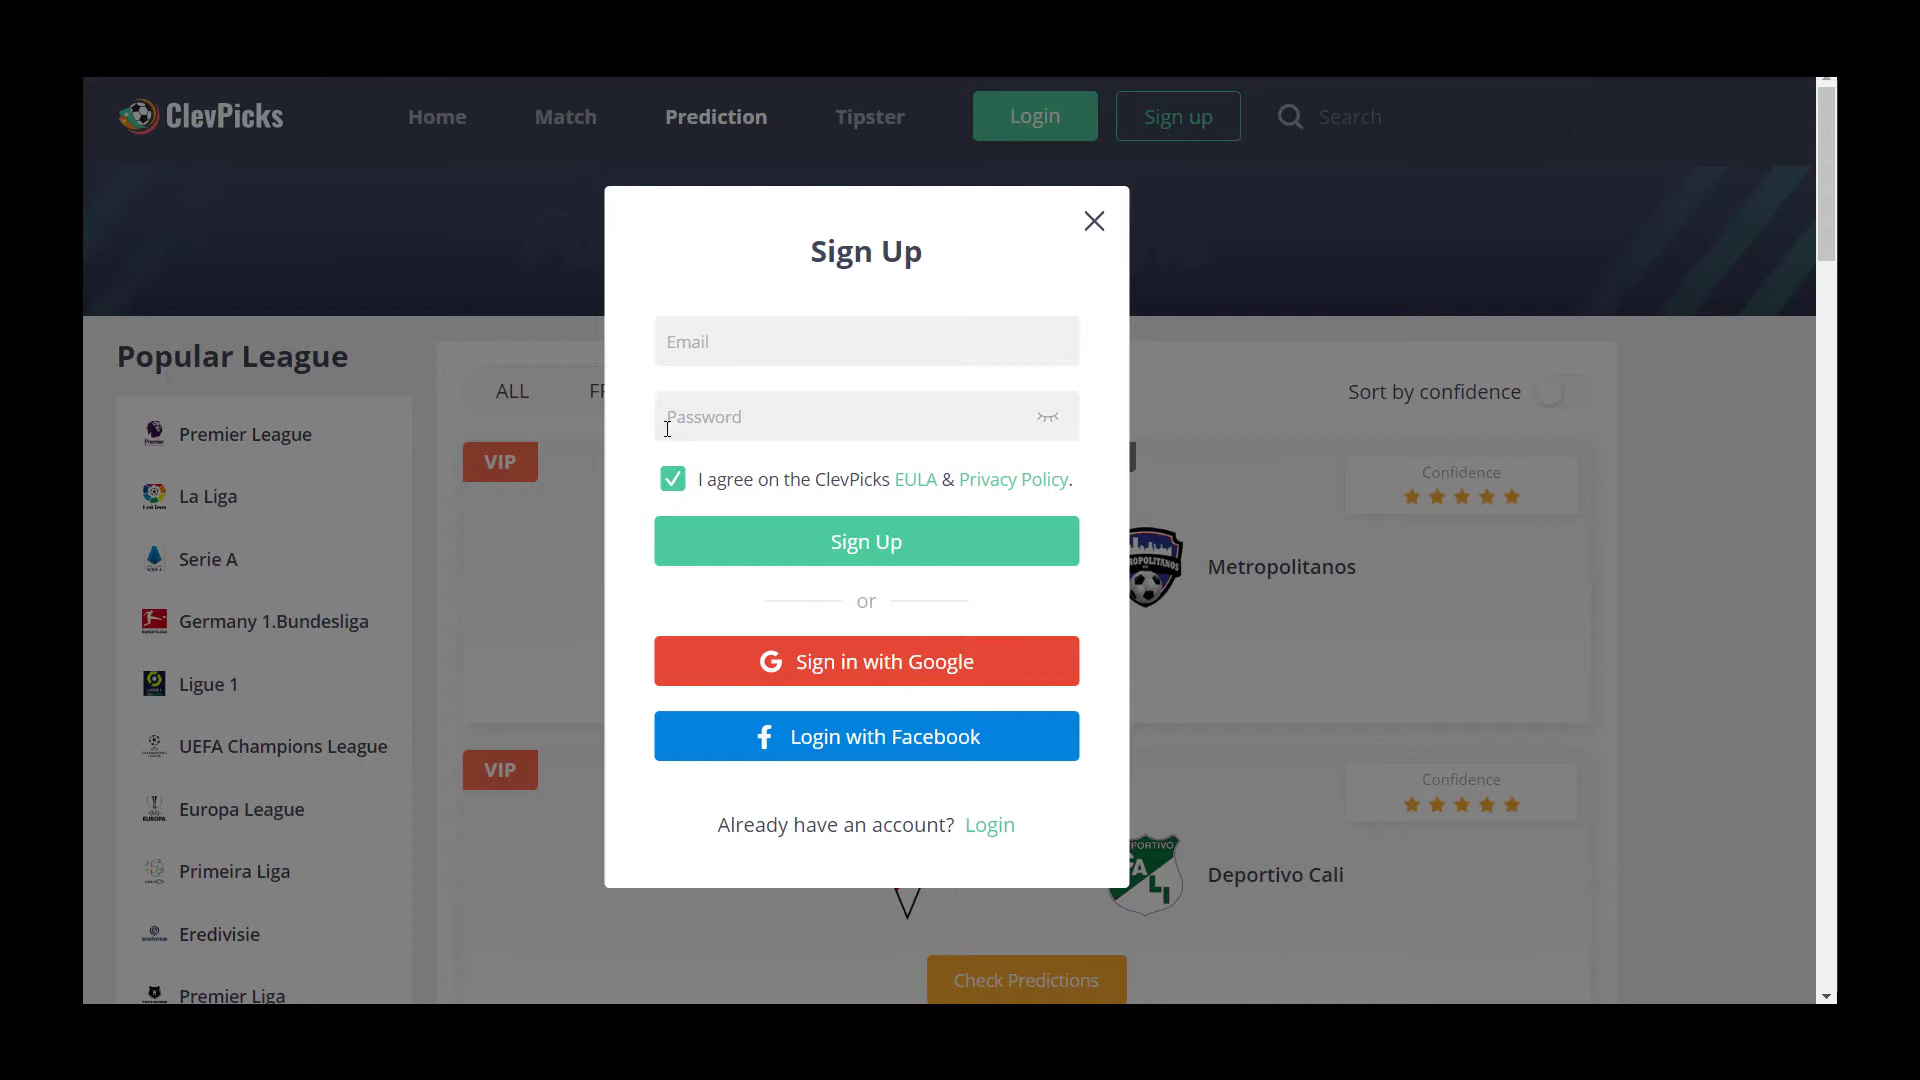 ClevPicks
Home
Match
Prediction
Tipster
Login
Sign up
Search
Sign Up
Email
Password
I agree on the ClevPicks EULA & Privacy Policy.
Sign Up
or
Sign in with Google
Login with Facebook
Already have an account? Login
Popular League
Premier League
La Liga
Serie A
Germany 1.Bundesliga
Ligue 1
UEFA Champions League
Europa League
Primeira Liga
Eredivisie
Premier Liga
ALL
Sort by confidence
VIP
Confidence
Metropolitanos
VIP
Confidence
Deportivo Cali
Check Predictions